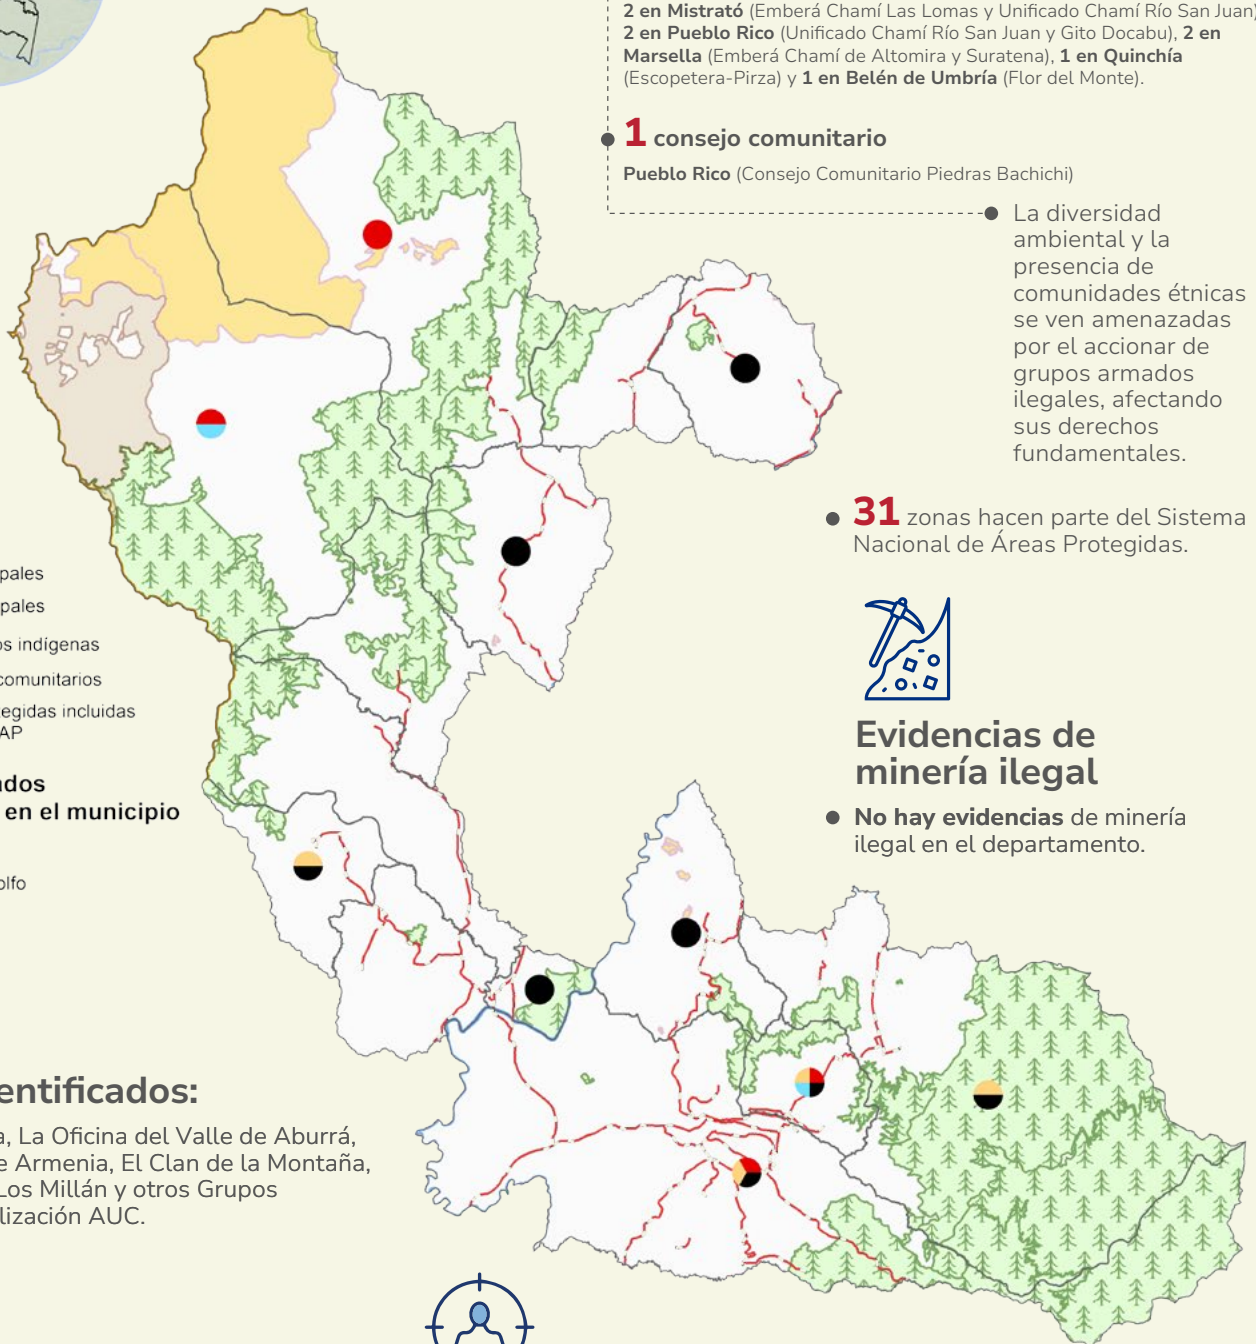 2 en Mistrató (Emberá Chamí Las Lomas y Unificado Chamí Río San Juan)
2 en Pueblo Rico (Unificado Chamí Río San Juan y Gito Docabu), 2 en
Marsella (Emberá Chamí de Altomira y Suratena), 1 en Quinchía
(Escopetera-Pirza) y 1 en Belén de Umbría (Flor del Monte).
1 consejo comunitario
Pueblo Rico (Consejo Comunitario Piedras Bachichi)
La diversidad
ambiental y la
presencia de
comunidades étnicas
se ven amenazadas
por el accionar de
grupos armados
ilegales, afectando
sus derechos
fundamentales.
31 zonas hacen parte del Sistema
Nacional de Áreas Protegidas.
Evidencias de
minería ilegal
No hay evidencias de minería
ilegal en el departamento.
pales
pales
os indígenas
comunitarios
egidas incluidas
AP
ados
en el municipio
olfo
entificados:
a, La Oficina del Valle de Aburrá,
e Armenia, El Clan de la Montaña,
Los Millán y otros Grupos
lización AUC.